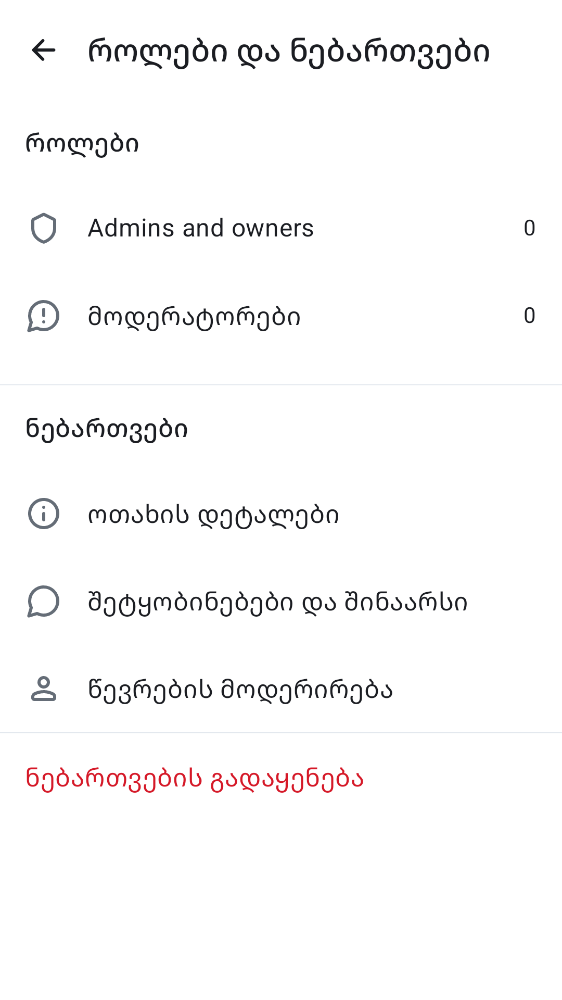 როლები და ნებართვები
როლები
Admins and owners 0
მოდერატორები 0
ნებართვები
ოთახის დეტალები
შეტყობინებები და შინაარსი
წევრების მოდერირება
ნებართვების გადაყენება